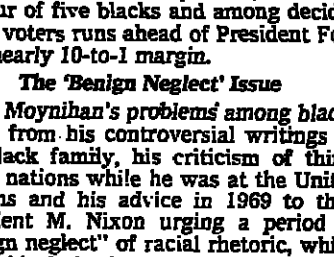 ur of five blacks and among decid
voters runs ahead of President F
nearly 10-to-1 margin.
The 'Benign Neglect' Issue
Moynihan's problems among blac
from his controversial writings
lack family, his criticism of thi
nations while he was at the Unit
ns and his advice in 1969 to th
ent M. Nixon urging a period
gn neglect" of racial rhetoric, whi